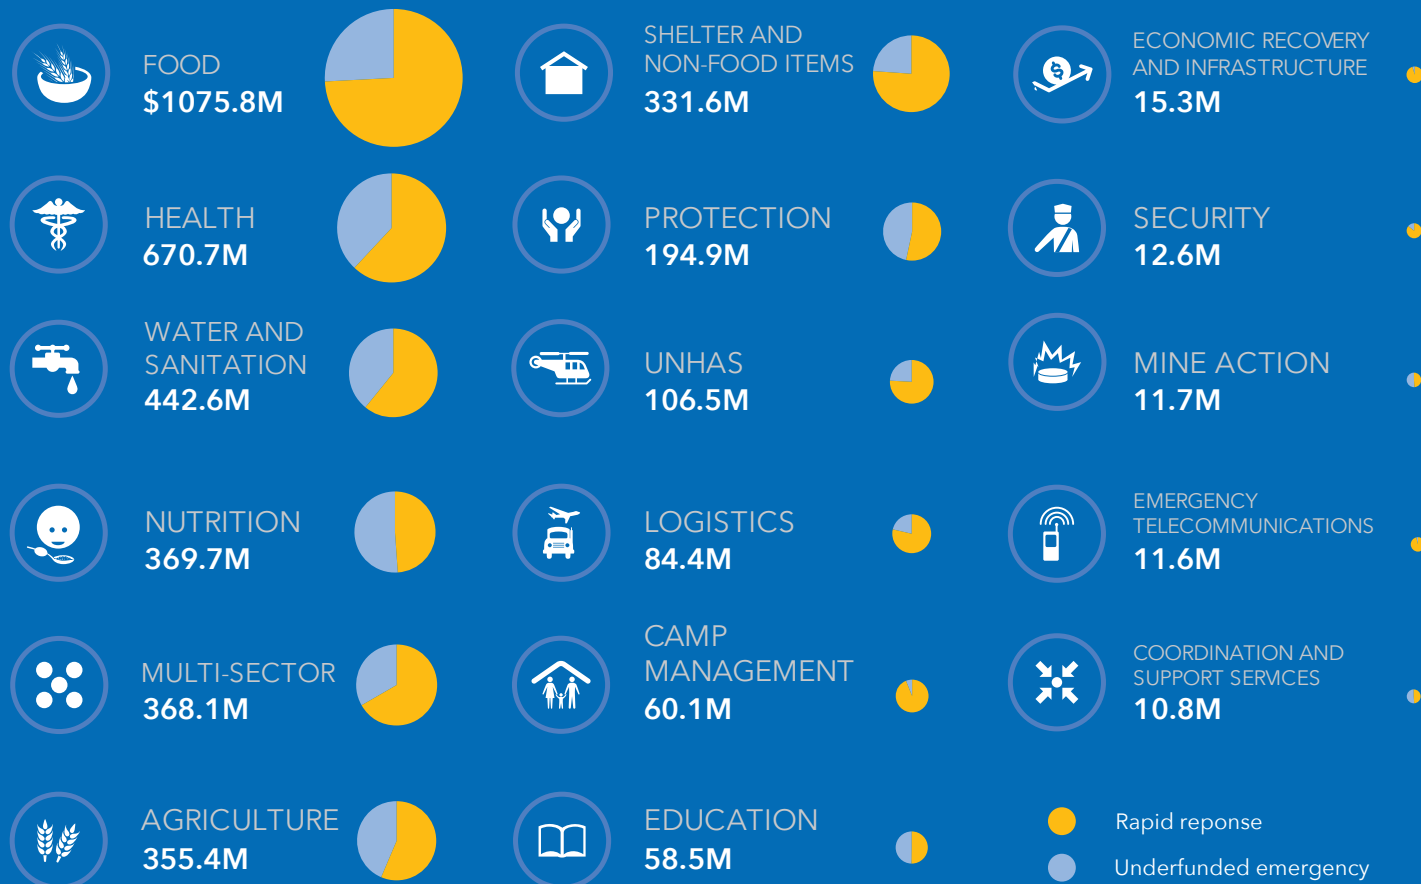 FOOD
$1075.8M
HEALTH
670.7M
WATER AND
SANITATION
442.6M
NUTRITION
369.7M
MULTI-SECTOR
368.1M
AGRICULTURE
355.4M
SHELTER AND
NON-FOOD ITEMS
331.6M
PROTECTION
194.9M
UNHAS
106.5M
LOGISTICS
84.4M
CAMP
MANAGEMENT
60.1M
EDUCATION
58.5M
ECONOMIC RECOVERY
AND INFRASTRUCTURE
15.3M
$
SECURITY
12.6M
MINE ACTION
11.7M
EMERGENCY
TELECOMMUNICATIONS
11.6M
COORDINATION AND
SUPPORT SERVICES
10.8M
Rapid reponse
Underfunded emergency